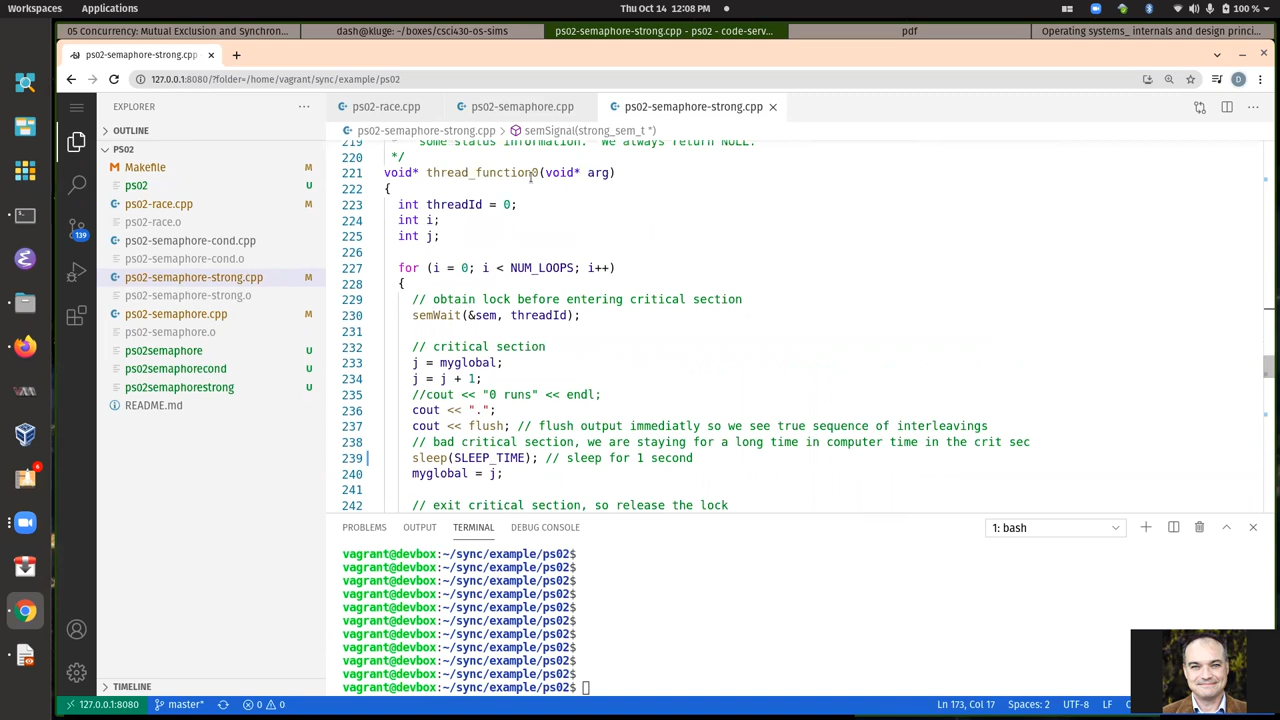 Workspaces Applications Thu Oct 14 12:08 PM 100 %
05 Concurrency: Mutual Exclusion and Synchron... dash@kluge: ~/boxes/csci430-os-sims ps02-semaphore-strong.cpp - ps02 - code-serv... pdf Operating systems_ internals and design princi...
ps02-semaphore-strong.cpp
127.0.0.1:8080/?folder=/home/vagrant/sync/example/ps02 D
EXPLORER
OUTLINE
PS02
Makefile M
ps02 U
ps02-race.cpp M
ps02-race.o
ps02-semaphore-cond.cpp
ps02-semaphore-cond.o
ps02-semaphore-strong.cpp M
ps02-semaphore-strong.o
ps02-semaphore.cpp M
ps02-semaphore.o
ps02semaphore U
ps02semaphorecond U
ps02semaphorestrong U
README.md
TIMELINE
139
ps02-race.cpp ps02-semaphore.cpp ps02-semaphore-strong.cpp
ps02-semaphore-strong.cpp semSignal(strong_sem_t *)
219 some status information. We always return NULL.
220 */
221 void* thread_function0(void* arg)
222 {
223 int threadId = 0;
224 int i;
225 int j;
226
227 for (i = 0; i < NUM_LOOPS; i++)
228 {
229 // obtain lock before entering critical section
230 semWait(&sem, threadId);
231
232 // critical section
233 j = myglobal;
234 j = j + 1;
235 //cout << "0 runs" << endl;
236 cout << ".";
237 cout << flush; // flush output immediatly so we see true sequence of interleavings
238 // bad critical section, we are staying for a long time in computer time in the crit sec
239 sleep(SLEEP_TIME); // sleep for 1 second
240 myglobal = j;
241
242 // exit critical section, so release the lock
PROBLEMS OUTPUT TERMINAL DEBUG CONSOLE 1: bash
vagrant@devbox:~/sync/example/ps02$
vagrant@devbox:~/sync/example/ps02$
vagrant@devbox:~/sync/example/ps02$
vagrant@devbox:~/sync/example/ps02$
vagrant@devbox:~/sync/example/ps02$
vagrant@devbox:~/sync/example/ps02$
vagrant@devbox:~/sync/example/ps02$
vagrant@devbox:~/sync/example/ps02$
vagrant@devbox:~/sync/example/ps02$
vagrant@devbox:~/sync/example/ps02$
vagrant@devbox:~/sync/example/ps02$
127.0.0.1:8080 master* 0 0 Ln 173, Col 17 Spaces: 2 UTF-8 LF